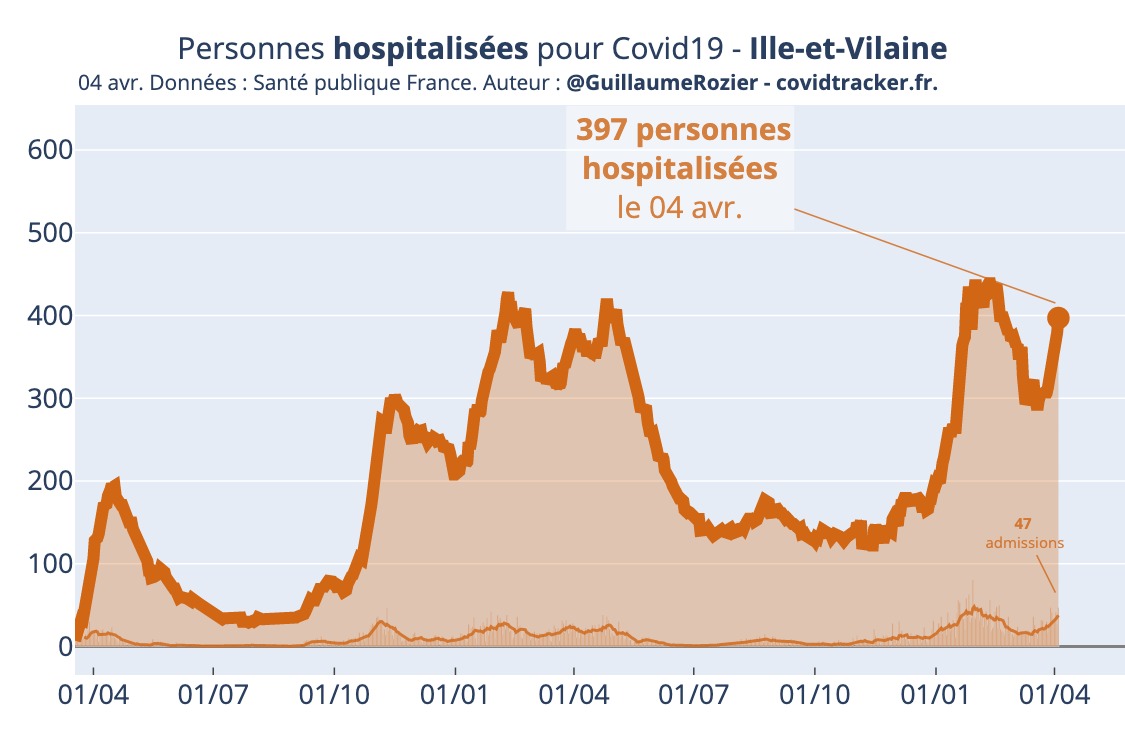 Personnes hospitalisées pour Covid19 - Ille-et-Vilaine
04 avr. Données : Santé publique France. Auteur : @GuillaumeRozier - covidtracker.fr.
397 personnes
hospitalisées
le 04 avr.
600
500
400
300
200
100
0
47
admissions
01/04
01/07
01/10
01/01
01/04
01/07
01/10
01/01
01/04